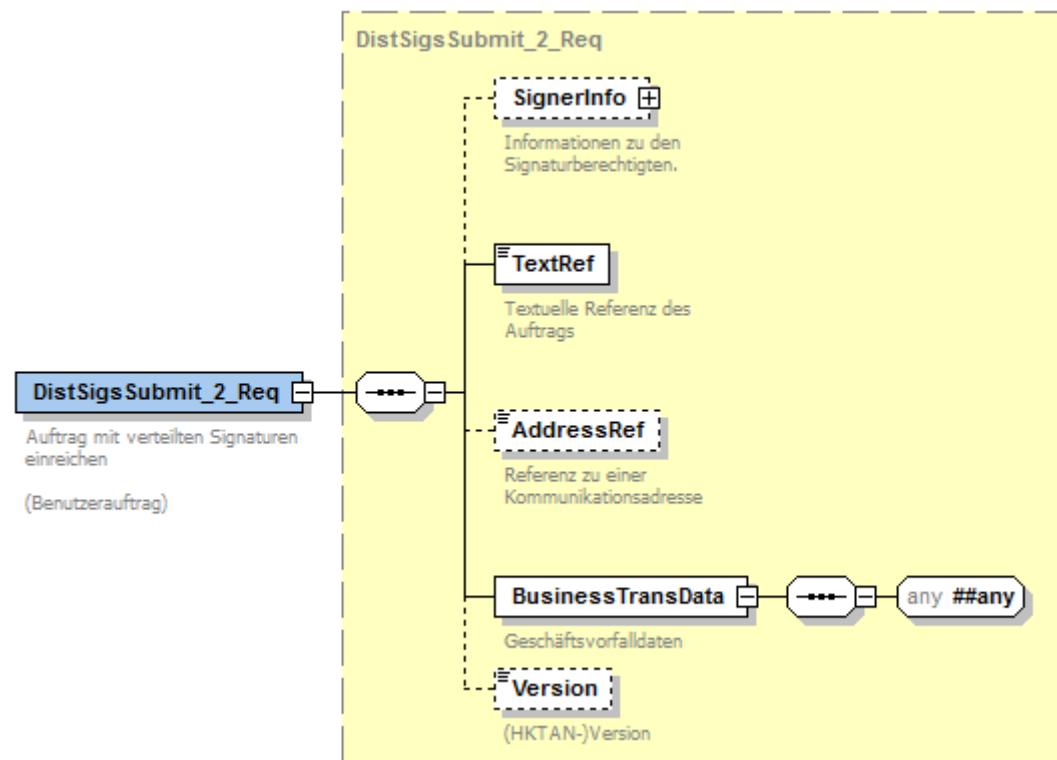 DistSigsSubmit_2_Req
SignerInfo
Informationen zu den
Signaturberechtigten.
TextRef
Textuelle Referenz des
Auftrags
DistSigsSubmit_2_Req
Auftrag mit verteilten Signaturen
einreichen
(Benutzerauftrag)
AddressRef
Referenz zu einer
Kommunikationsadresse
BusinessTransData
any ##any
Geschäftsvorfalldaten
Version
(HKTAN-)Version